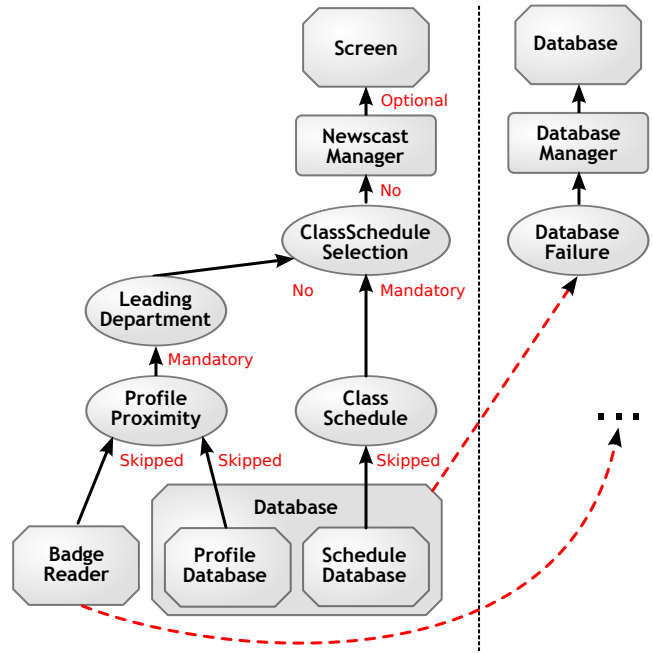 Screen
Database
Optional
Newscast
Manager
Database
Manager
No
ClassSchedule
Selection
Database
Failure
Leading
Department
No
Mandatory
Mandatory
Profile
Proximity
Class
Schedule
Skipped
Skipped
Skipped
Database
Badge
Reader
Profile
Database
Schedule
Database